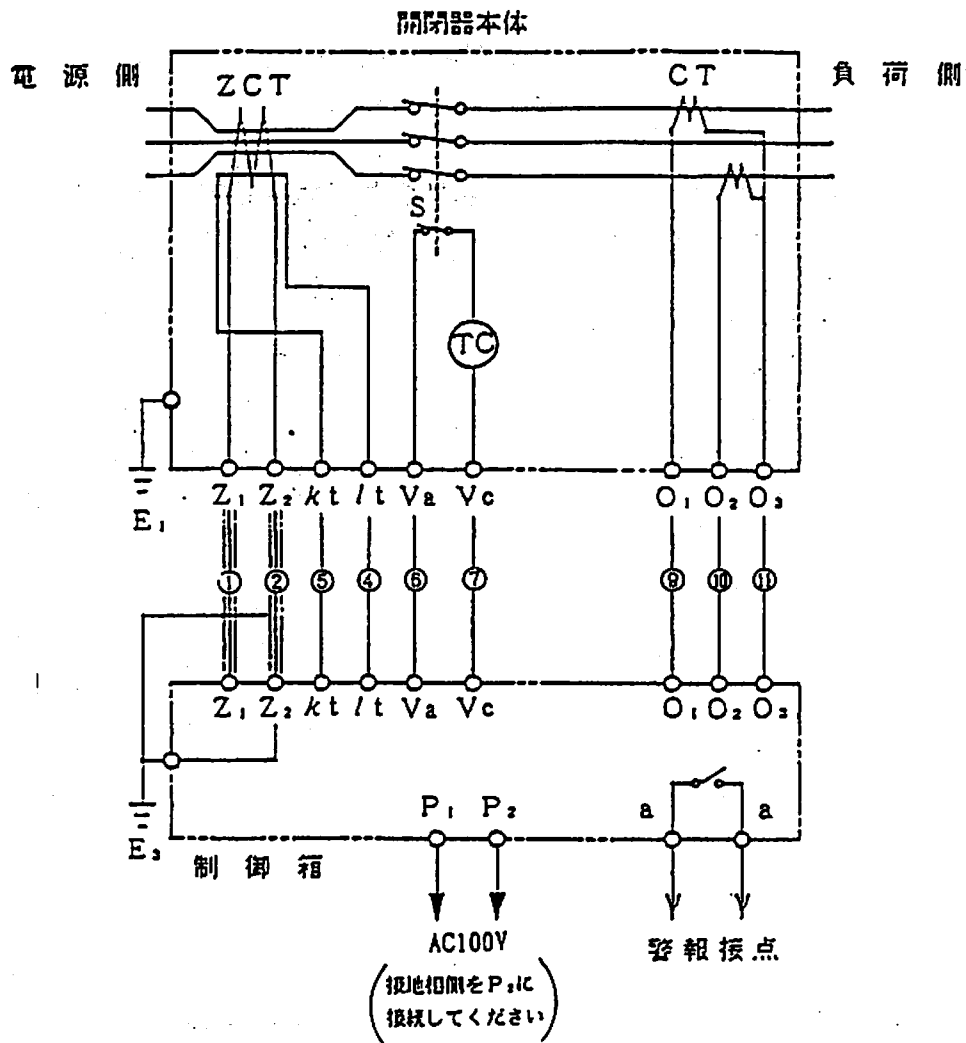 開閉器本体
電源側
ZCT
CT
負荷側
S
TC
E₁
Z₁ Z₂ kt lt Va Vc O₁ O₂ O₃
① ② ⑤ ④ ⑥ ⑦ ⑨ ⑩ ⑪
Z₁ Z₂ kt lt Va Vc O₁ O₂ O₃
E₃
制御箱
P₁ P₂
a a
AC100V
警報接点
接地相側をP₂に
接続してください